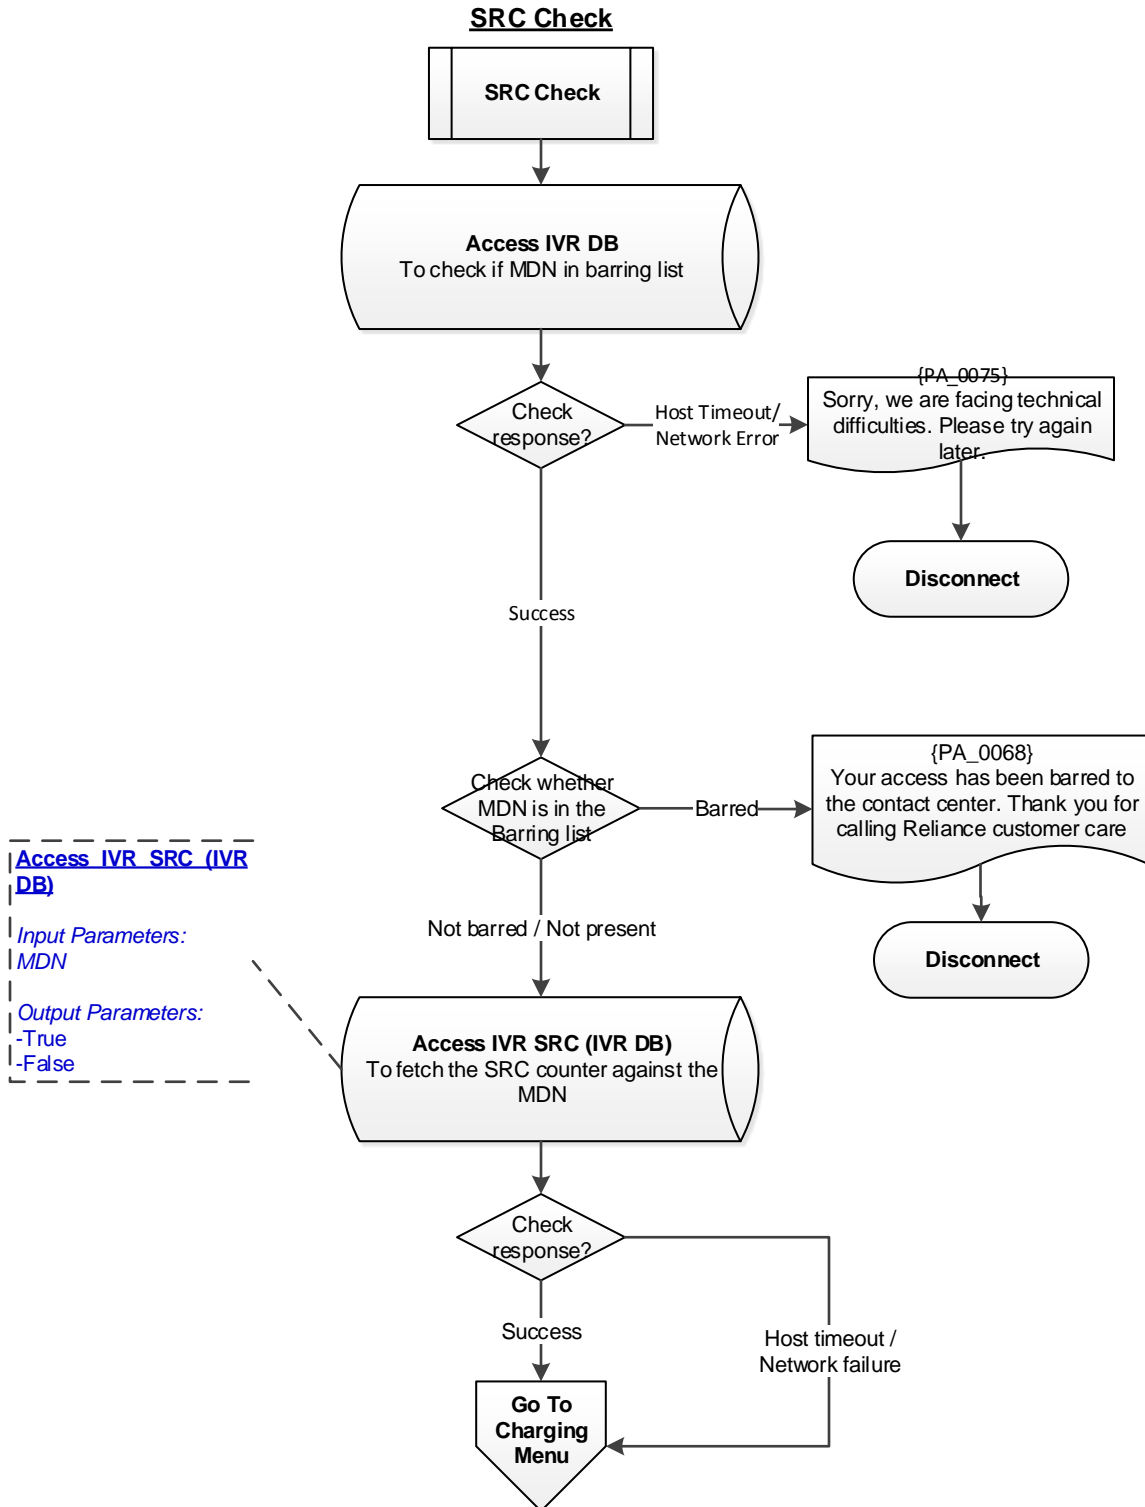 SRC Check
SRC Check
Access IVR DB
To check if MDN in barring list
Check
response?
Host Timeout/
Network Error
{PA_0075}
Sorry, we are facing technical
difficulties. Please try again
later.
Disconnect
Success
Check whether
MDN is in the
Barring list
Barred
{PA_0068}
Your access has been barred to
the contact center. Thank you for
calling Reliance customer care
Disconnect
Not barred / Not present
Access IVR SRC (IVR
DB)
Input Parameters:
MDN
Output Parameters:
-True
-False
Access IVR SRC (IVR DB)
To fetch the SRC counter against the
MDN
Check
response?
Success
Host timeout /
Network failure
Go To
Charging
Menu